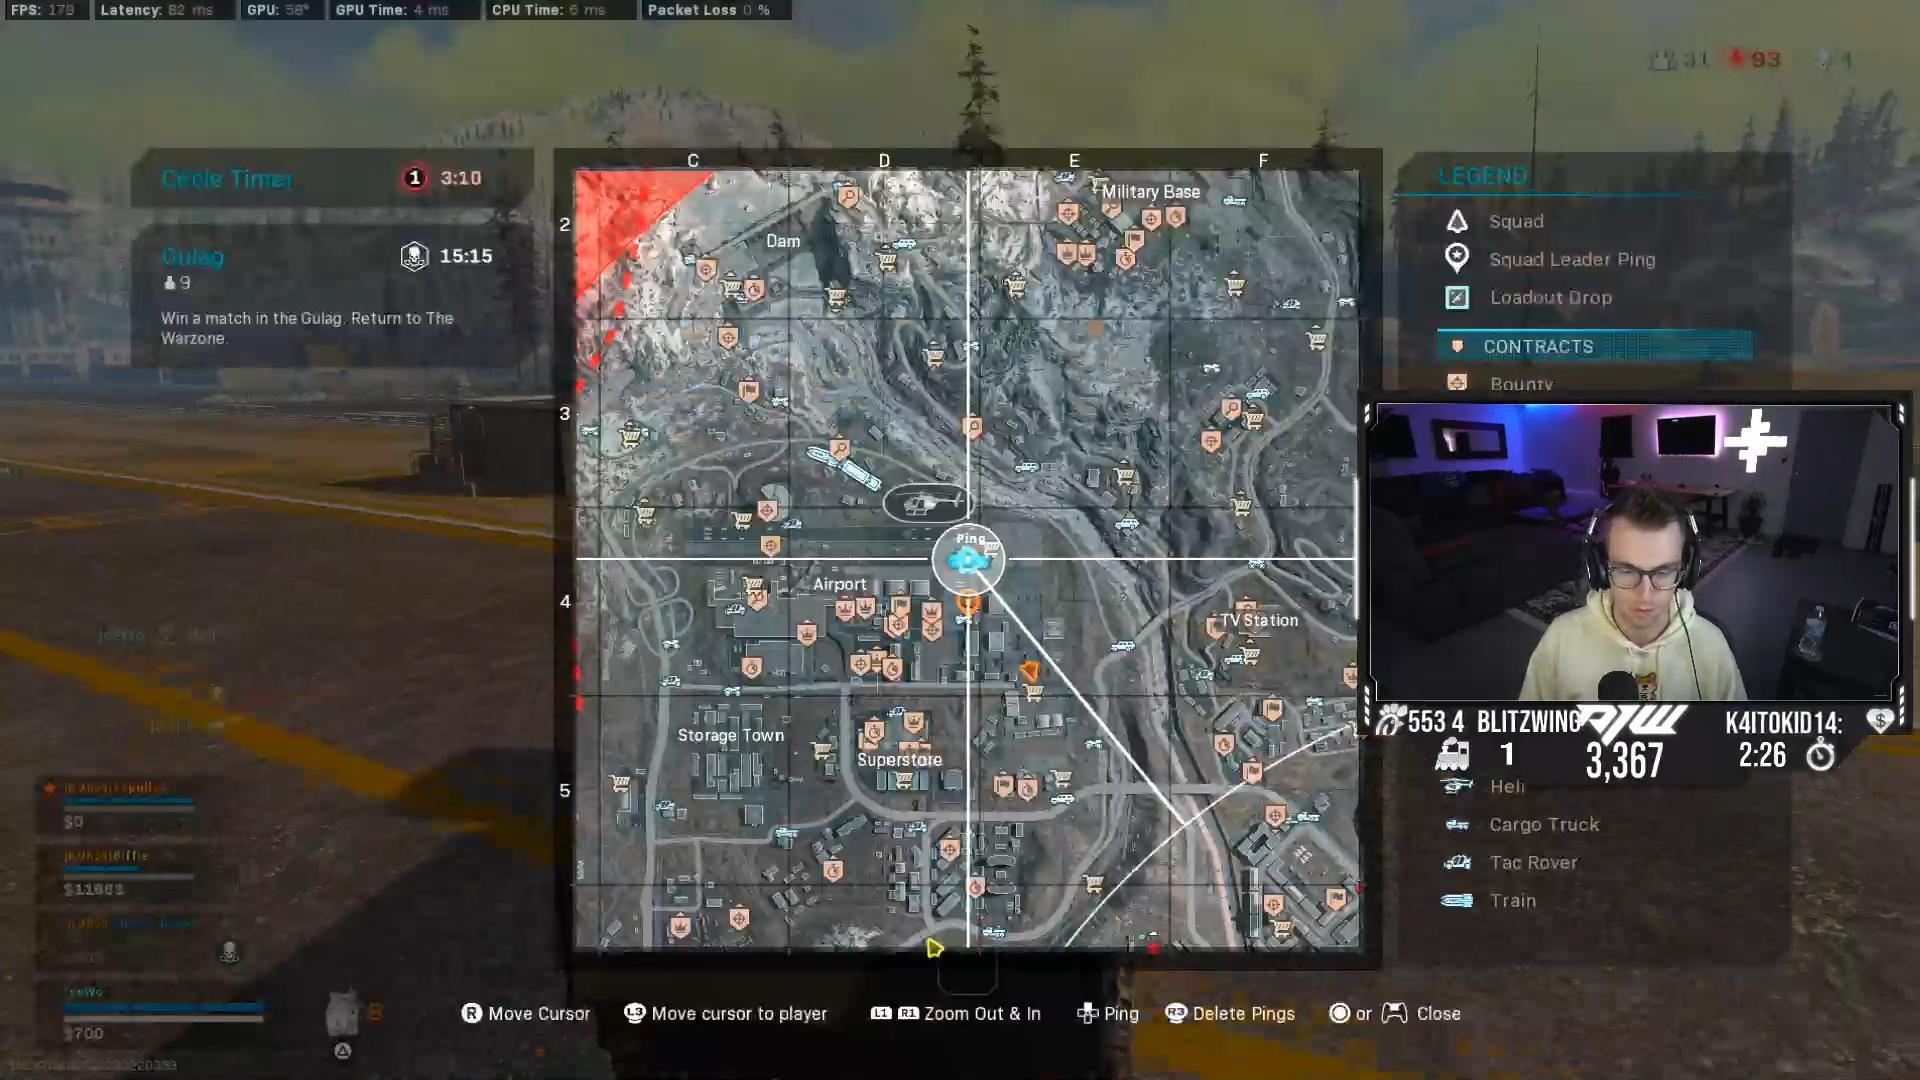 FPS: 179
Latency: 82 ms
GPU: 58°
GPU Time: 4 ms
CPU Time: 6 ms
Packet Loss 0 %
93
Circle Timer
1
3:10
Gulag
15:15
9
Win a match in the Gulag. Return to The
Warzone.
C
D
E
F
2
3
4
5
Military Base
Dam
Ping
Airport
TV Station
Storage Town
Superstore
LEGEND
Squad
Squad Leader Ping
Loadout Drop
CONTRACTS
Bounty
553 4
BLITZWING
K4ITOKID14:
1
3,367
2:26
Heli
Cargo Truck
Tac Rover
Train
$0
$700
R Move Cursor
L3 Move cursor to player
L1 R1 Zoom Out & In
Ping
R3 Delete Pings
or
Close